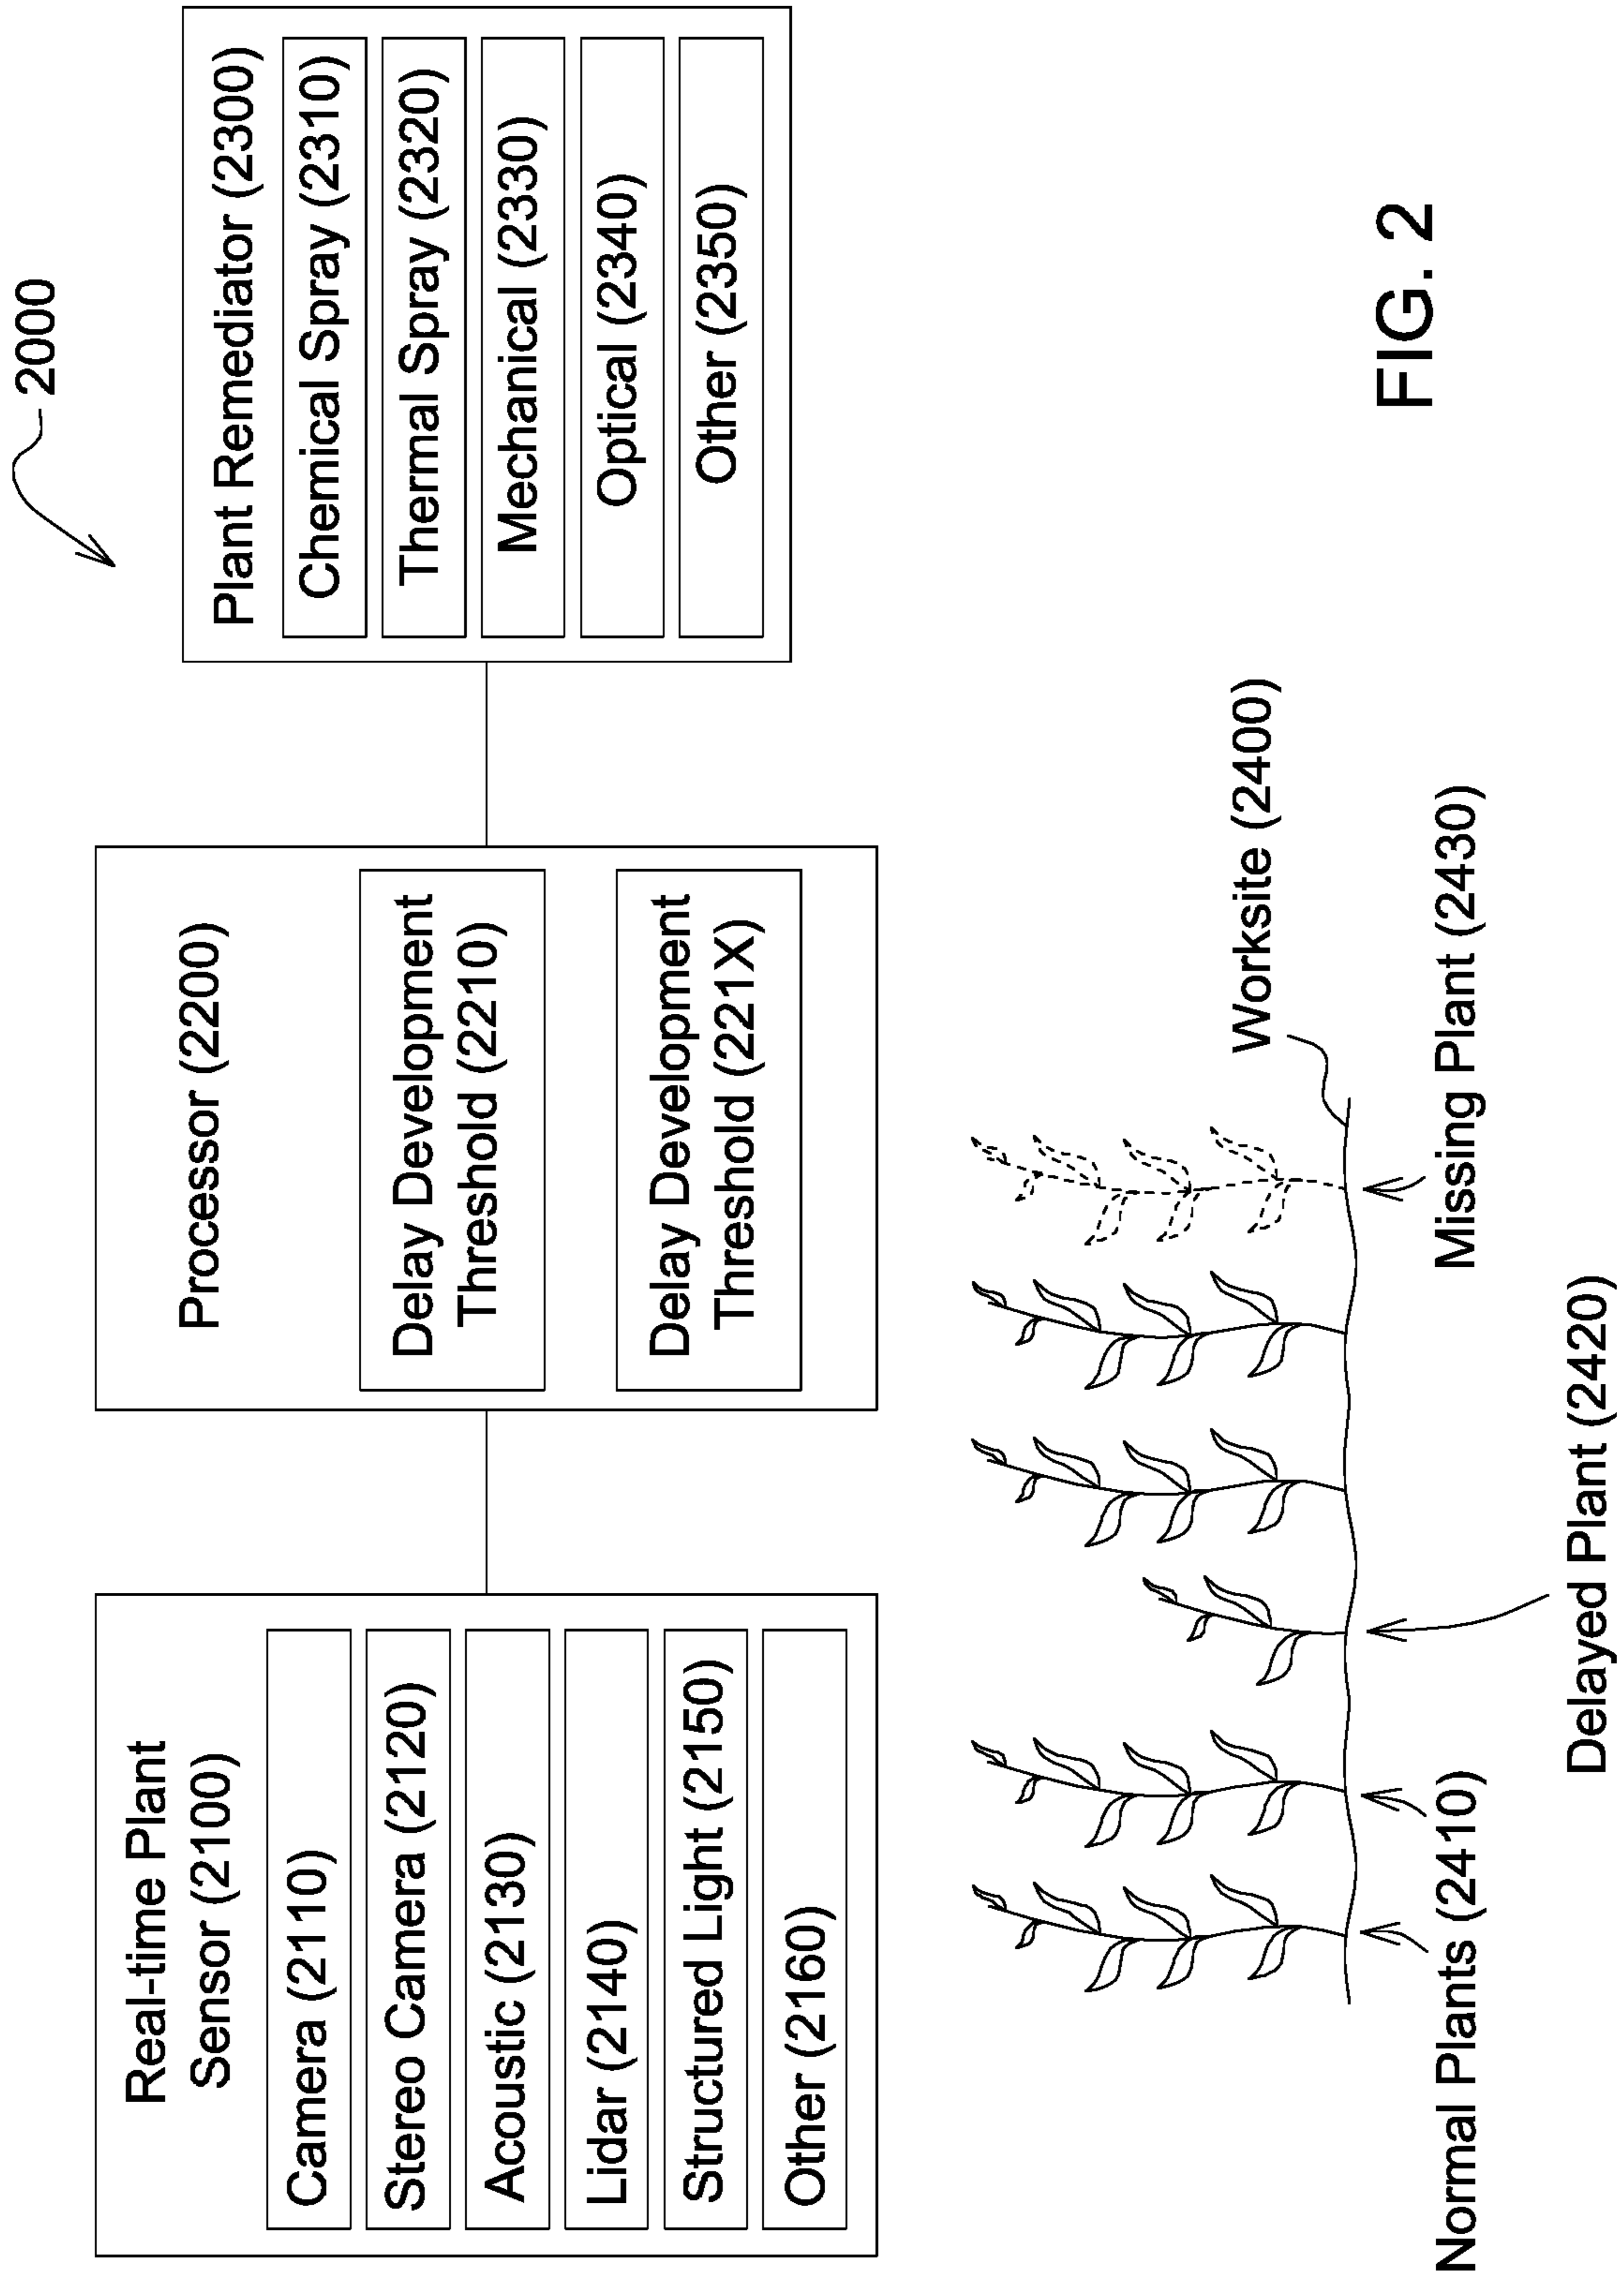 2000
Real-time Plant
Sensor (2100)
Camera (2110)
Stereo Camera (2120)
Acoustic (2130)
Lidar (2140)
Structured Light (2150)
Other (2160)
Processor (2200)
Delay Development
Threshold (2210)
Delay Development
Threshold (221X)
Plant Remediator (2300)
Chemical Spray (2310)
Thermal Spray (2320)
Mechanical (2330)
Optical (2340)
Other (2350)
Worksite (2400)
Normal Plants (2410)
Missing Plant (2430)
Delayed Plant (2420)
FIG. 2